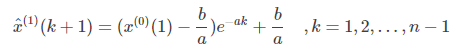 x̂⁽¹⁾(k + 1) = (x⁽⁰⁾(1) − b/a)e⁻ᵃᵏ + b/a , k = 1, 2, . . . , n − 1